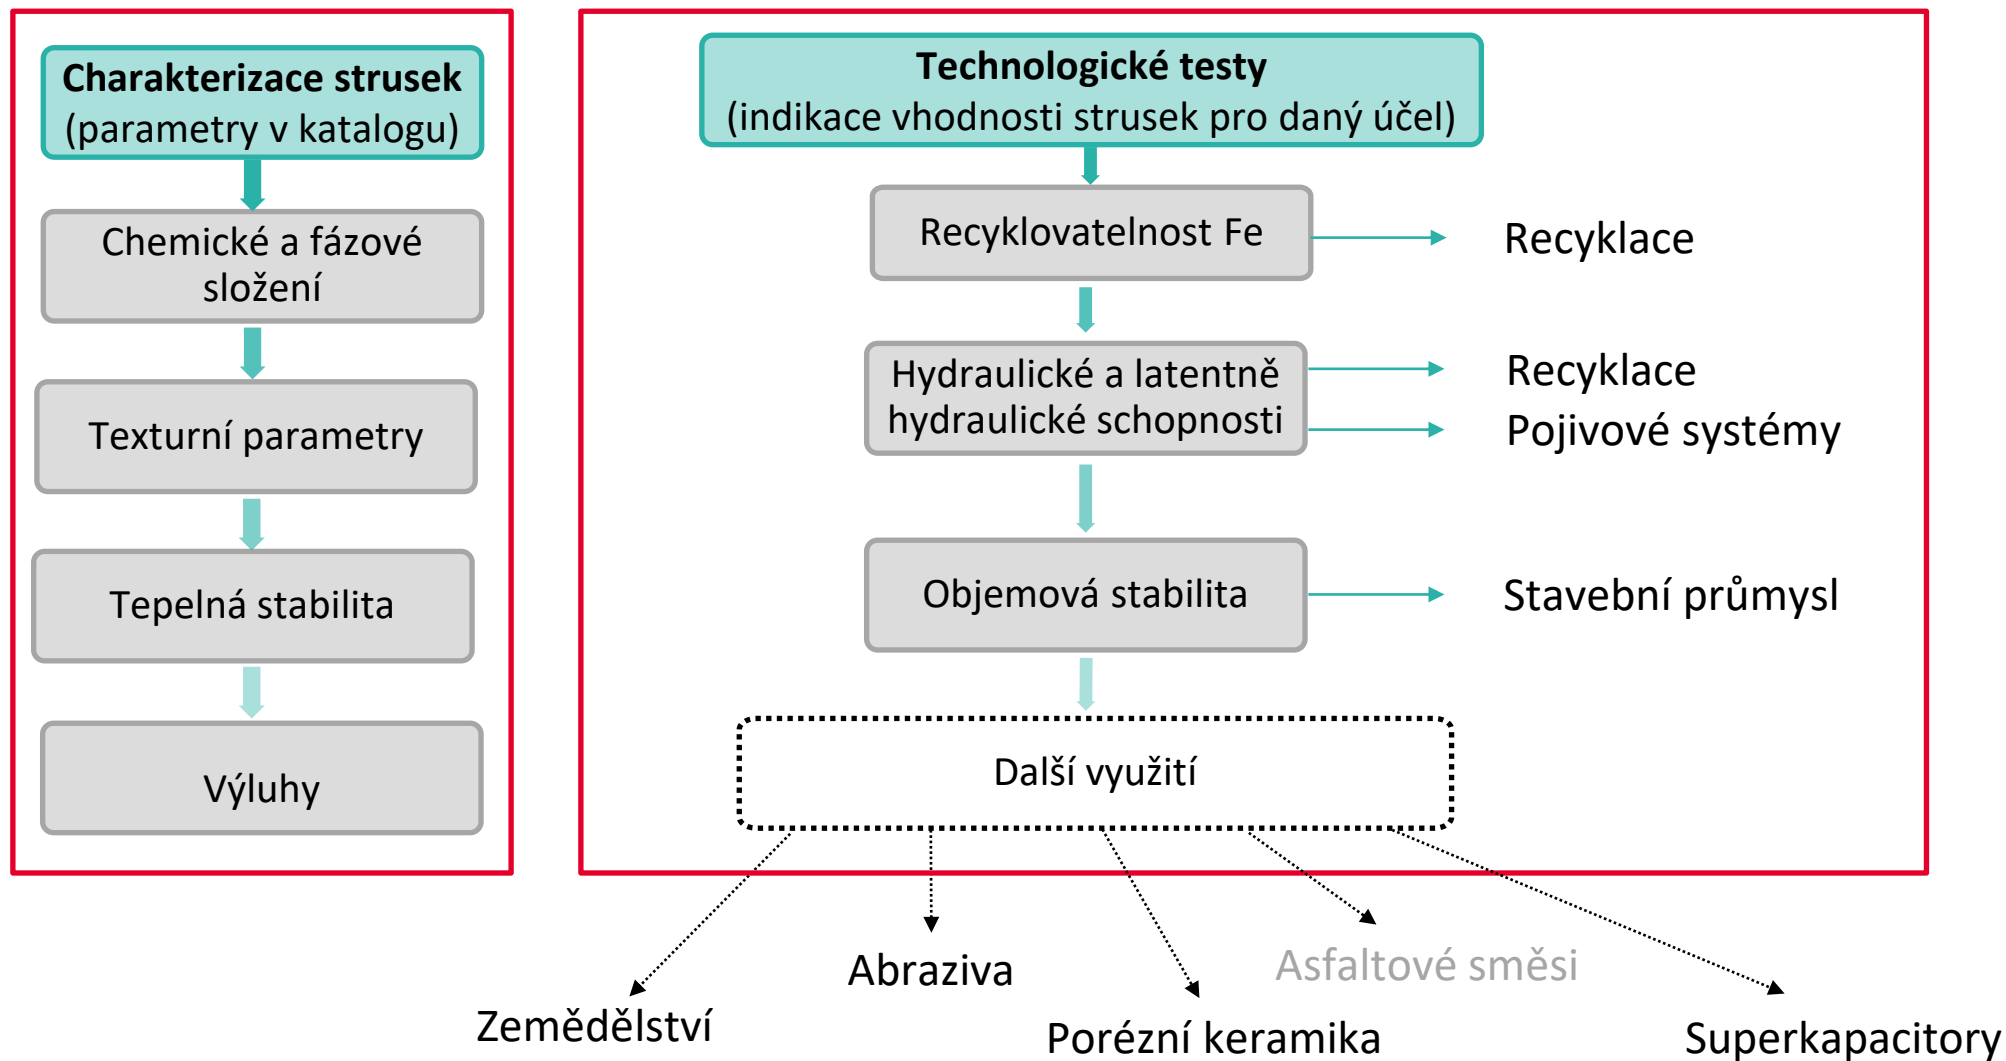 Charakterizace strusek
(parametry v katalogu)
Chemické a fázové
složení
Texturní parametry
Tepelná stabilita
Výluhy
Technologické testy
(indikace vhodnosti strusek pro daný účel)
Recyklovatelnost Fe
Recyklace
Hydraulické a latentně
hydraulické schopnosti
Recyklace
Pojivové systémy
Objemová stabilita
Stavební průmysl
Další využití
Zemědělství
Abraziva
Porézní keramika
Asfaltové směsi
Superkapacitory